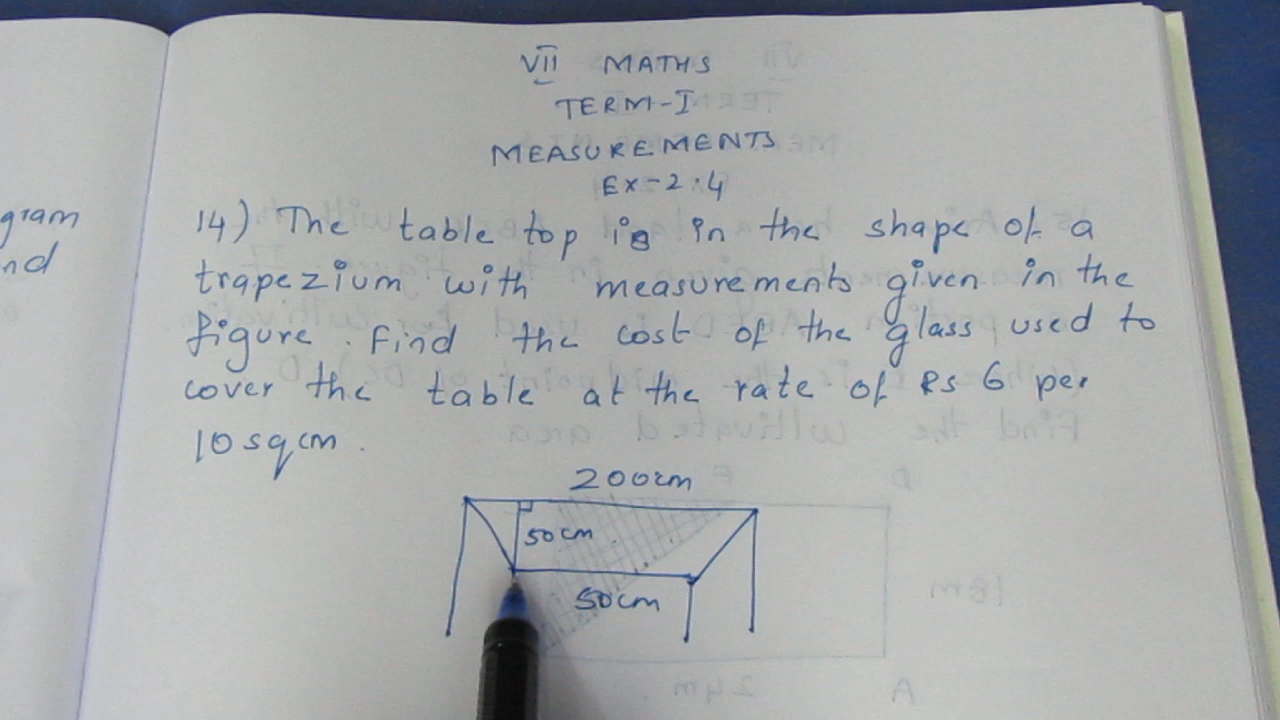 VII MATHS
TERM-I
MEASUREMENTS
Ex-2.4
gram
nd
14) The table top is in the shape of a
trapezium with measurements given in the
figure. Find the cost of the glass used to
cover the table at the rate of Rs 6 per
10 sqcm.
200cm
50cm
50cm